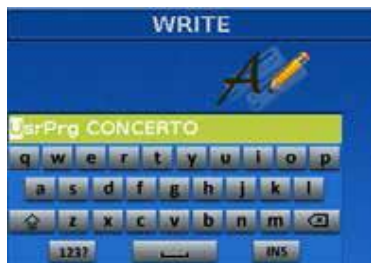 WRITE
UsrPrg CONCERTO
q w e r t y u i o p
a s d f g h j k l
z x c v b n m
123? INS